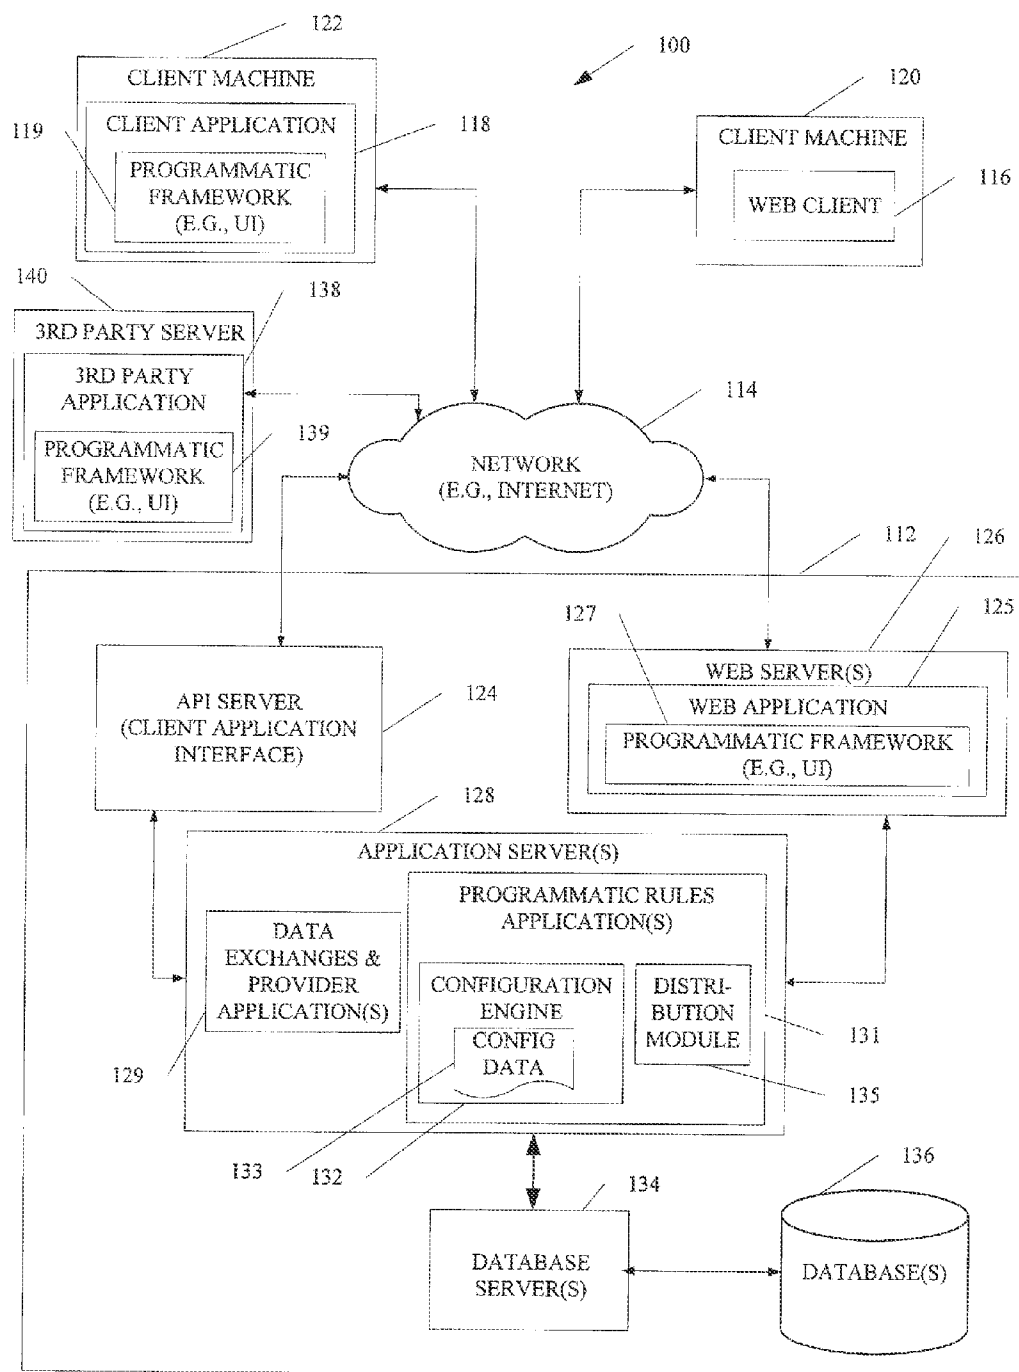 122
100
120
CLIENT MACHINE
CLIENT APPLICATION
119
118
PROGRAMMATIC
FRAMEWORK
(E.G., UI)
CLIENT MACHINE
116
WEB CLIENT
140
138
3RD PARTY SERVER
3RD PARTY
APPLICATION
139
PROGRAMMATIC
FRAMEWORK
(E.G., UI)
114
NETWORK
(E.G., INTERNET)
112
126
127
125
API SERVER
(CLIENT APPLICATION
INTERFACE)
124
WEB SERVER(S)
WEB APPLICATION
PROGRAMMATIC FRAMEWORK
(E.G., UI)
128
APPLICATION SERVER(S)
PROGRAMMATIC RULES
APPLICATION(S)
DATA
EXCHANGES &
PROVIDER
APPLICATION(S)
CONFIGURATION
ENGINE
CONFIG
DATA
DISTRI-
BUTION
MODULE
131
129
135
133
132
134
136
DATABASE
SERVER(S)
DATABASE(S)